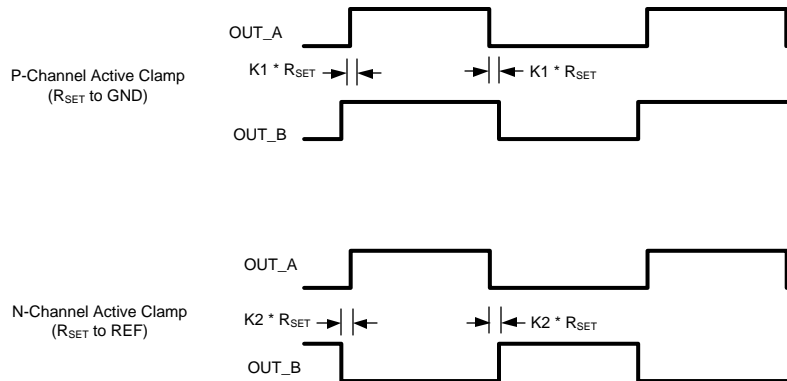 OUT_A
K1 * RSET
K1 * RSET
P-Channel Active Clamp
(RSET to GND)
OUT_B
OUT_A
N-Channel Active Clamp
(RSET to REF)
K2 * RSET
K2 * RSET
OUT_B